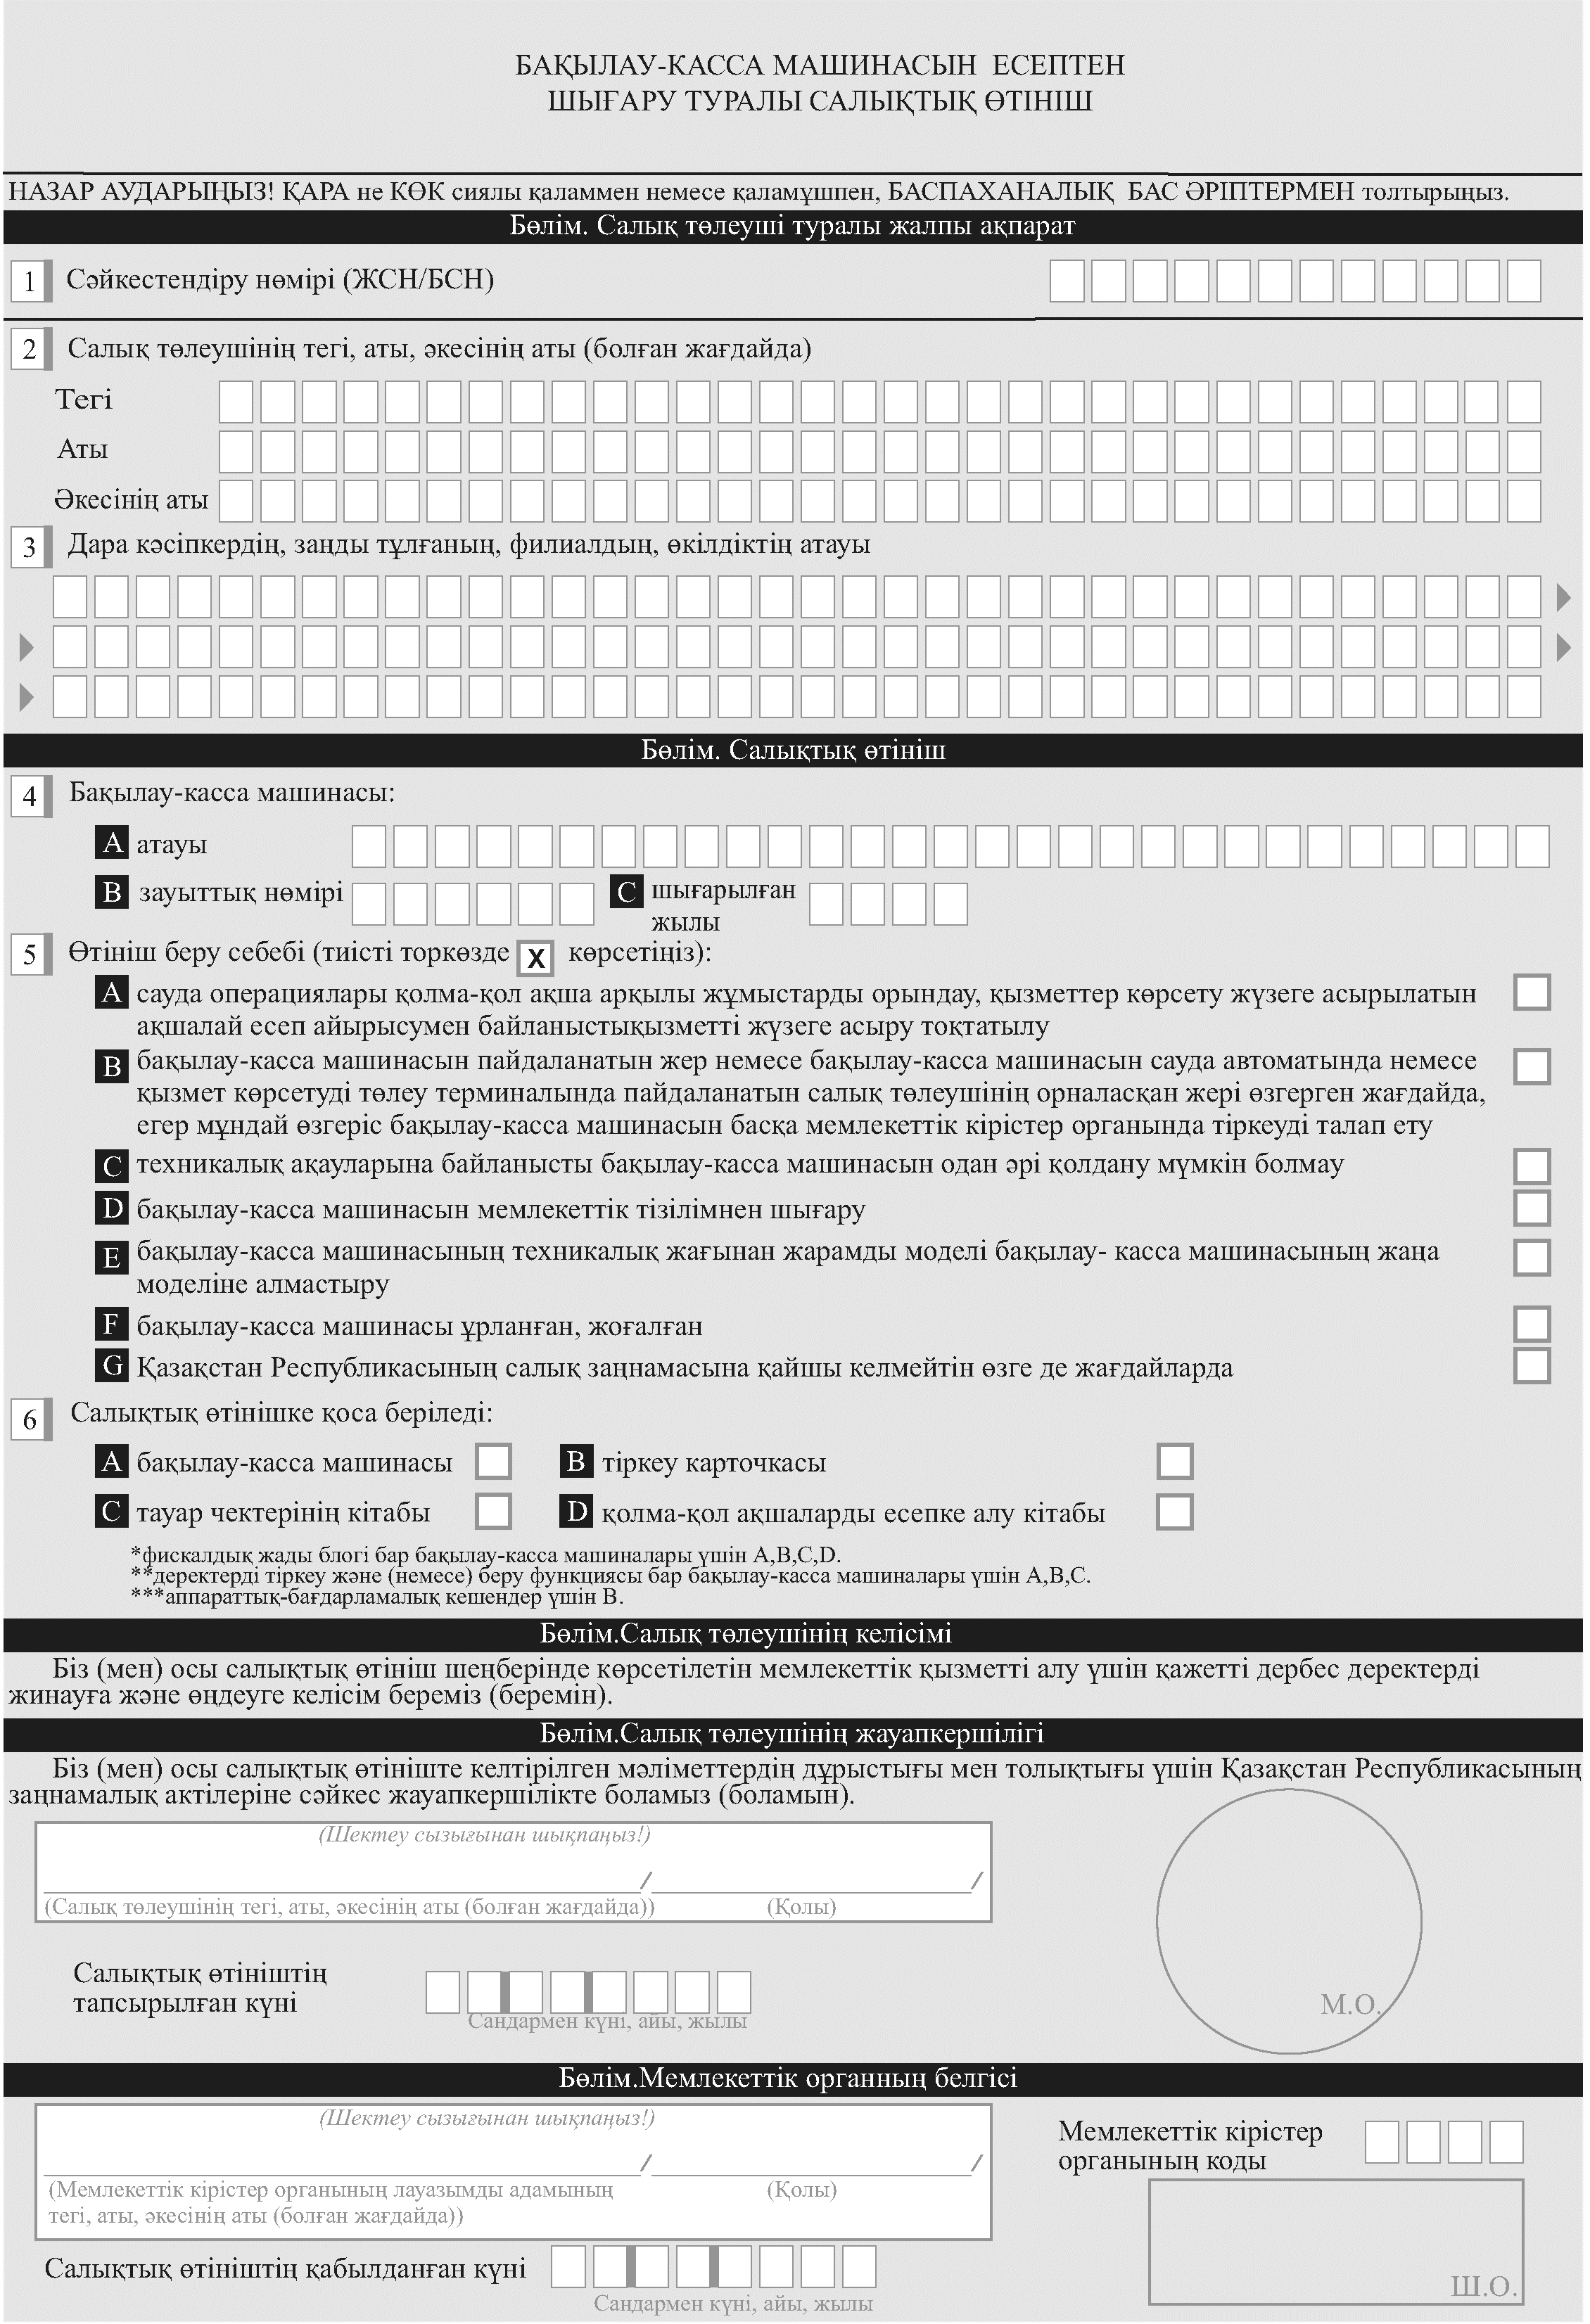 БАҚЫЛАУ-КАССА МАШИНАСЫН ЕСЕПТЕН
ШЫҒАРУ ТУРАЛЫ САЛЫҚТЫҚ ӨТІНІШ
НАЗАР АУДАРЫҢЫЗ! ҚАРА не КӨК сиялы қаламмен немесе қаламұшпен, БАСПАХАНАЛЫҚ БАС ӘРІПТЕРМЕН толтырыңыз.
Бөлім. Салық төлеуші туралы жалпы ақпарат
1 Сәйкестендіру нөмірі (ЖСН/БСН)
2 Салық төлеушінің тегі, аты, әкесінің аты (болған жағдайда)
Тегі
Аты
Әкесінің аты
3 Дара кәсіпкердің, заңды тұлғаның, филиалдың, өкілдіктің атауы
Бөлім. Салықтық өтініш
4 Бақылау-касса машинасы:
A атауы
B зауыттық нөмірі C шығарылған
жылы
5 Өтініш беру себебі (тиісті торкөзде X көрсетіңіз):
A сауда операциялары қолма-қол ақша арқылы жұмыстарды орындау, қызметтер көрсету жүзеге асырылатын
ақшалай есеп айырысумен байланыстықызметті жүзеге асыру тоқтатылу
B бақылау-касса машинасын пайдаланатын жер немесе бақылау-касса машинасын сауда автоматында немесе
қызмет көрсетуді төлеу терминалында пайдаланатын салық төлеушінің орналасқан жері өзгерген жағдайда,
егер мұндай өзгеріс бақылау-касса машинасын басқа мемлекеттік кірістер органында тіркеуді талап ету
C техникалық ақауларына байланысты бақылау-касса машинасын одан әрі қолдану мүмкін болмау
D бақылау-касса машинасын мемлекеттік тізілімнен шығару
E бақылау-касса машинасының техникалық жағынан жарамды моделі бақылау- касса машинасының жаңа
моделіне алмастыру
F бақылау-касса машинасы ұрланған, жоғалған
G Қазақстан Республикасының салық заңнамасына қайшы келмейтін өзге де жағдайларда
6 Салықтық өтінішке қоса беріледі:
A бақылау-касса машинасы B тіркеу карточкасы
C тауар чектерінің кітабы D қолма-қол ақшаларды есепке алу кітабы
*фискалдық жады блогі бар бақылау-касса машиналары үшін A,B,C,D.
**деректерді тіркеу және (немесе) беру функциясы бар бақылау-касса машиналары үшін A,B,C.
***аппараттық-бағдарламалық кешендер үшін B.
Бөлім.Салық төлеушінің келісімі
Біз (мен) осы салықтық өтініш шеңберінде көрсетілетін мемлекеттік қызметті алу үшін қажетті дербес деректерді
жинауға және өңдеуге келісім береміз (беремін).
Бөлім.Салық төлеушінің жауапкершілігі
Біз (мен) осы салықтық өтініште келтірілген мәліметтердің дұрыстығы мен толықтығы үшін Қазақстан Республикасының
заңнамалық актілеріне сәйкес жауапкершілікте боламыз (боламын).
(Шектеу сызығынан шықпаңыз!)
/ /
(Салық төлеушінің тегі, аты, әкесінің аты (болған жағдайда)) (Қолы)
Салықтық өтініштің
тапсырылған күні
Сандармен күні, айы, жылы
М.О.
Бөлім.Мемлекеттік органның белгісі
(Шектеу сызығынан шықпаңыз!)
/ /
(Мемлекеттік кірістер органының лауазымды адамының (Қолы)
тегі, аты, әкесінің аты (болған жағдайда))
Мемлекеттік кірістер
органының коды
Салықтық өтініштің қабылданған күні
Сандармен күні, айы, жылы
Ш.О.